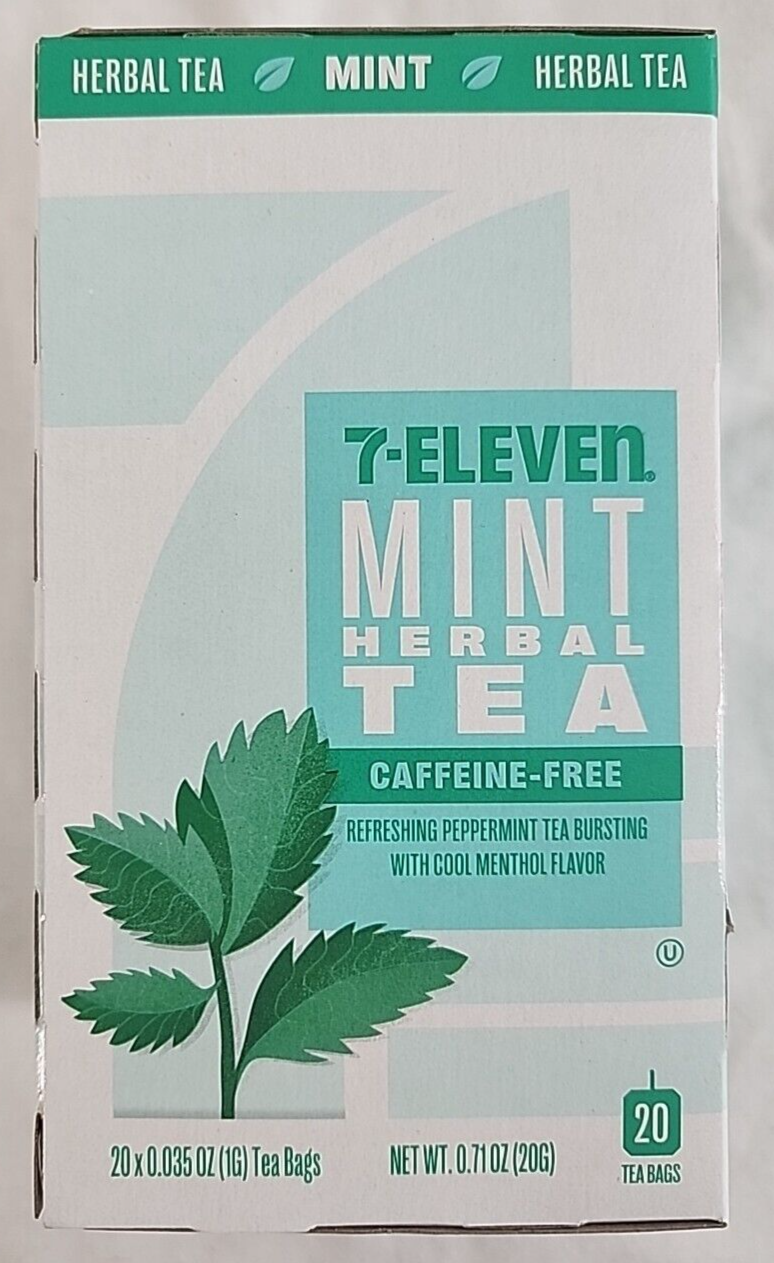 HERBAL TEA MINT HERBAL TEA
7-ELEVEn®
MINT
HERBAL
TEA
CAFFEINE-FREE
REFRESHING PEPPERMINT TEA BURSTING
WITH COOL MENTHOL FLAVOR
U
20
20 x 0.035 OZ (1G) Tea Bags NET WT. 0.71 OZ (20G) TEA BAGS